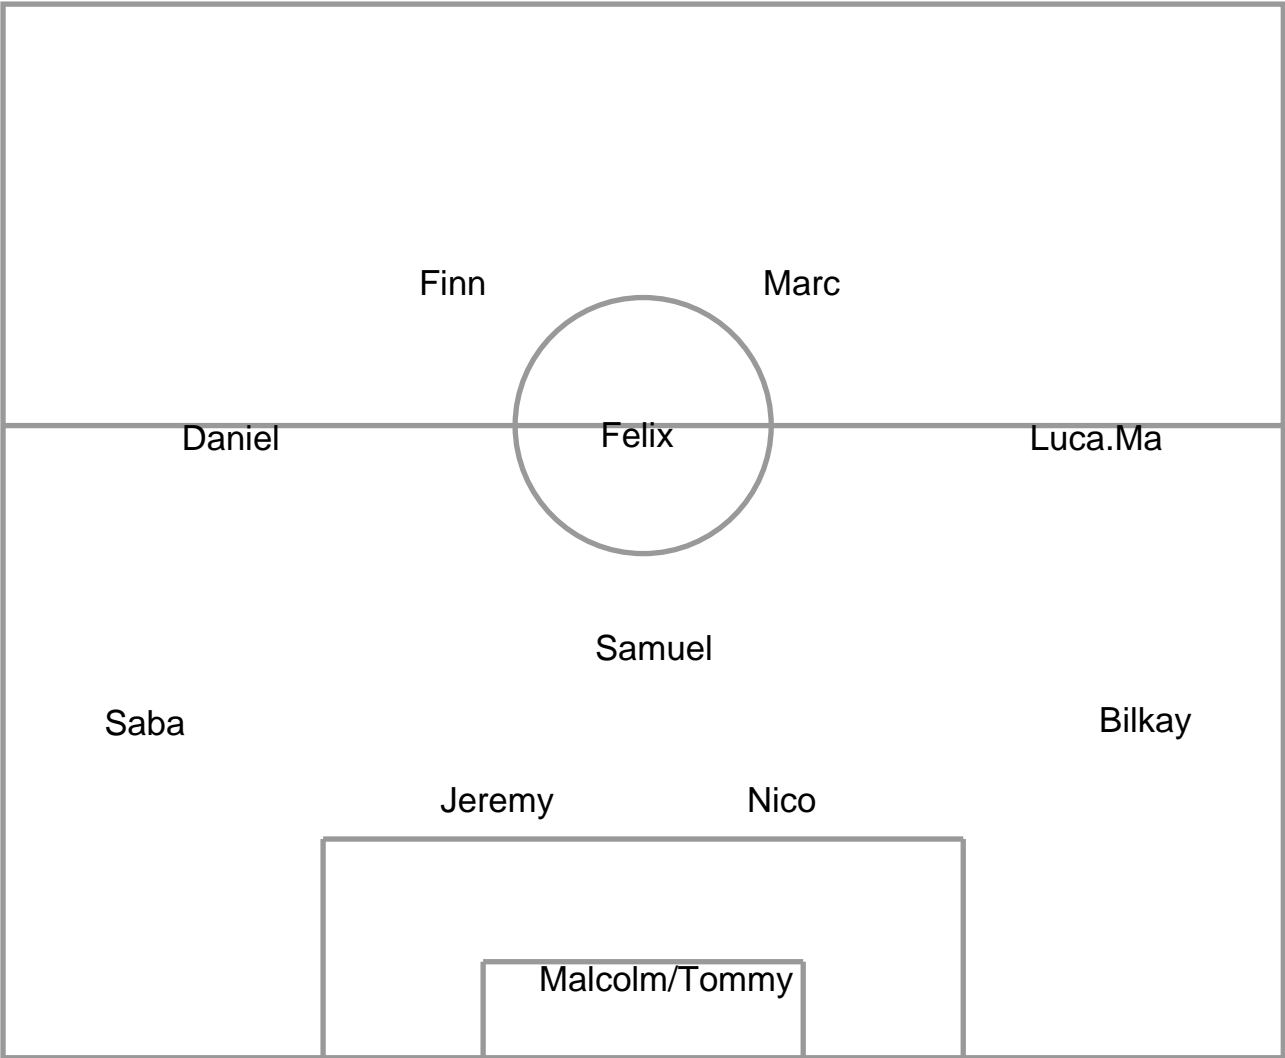 Finn Marc
Daniel Felix Luca.Ma
Samuel
Saba Bilkay
Jeremy Nico
Malcolm/Tommy